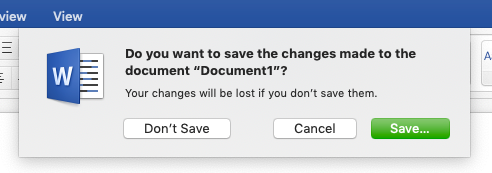 view View
Do you want to save the changes made to the
document “Document1”?
Your changes will be lost if you don’t save them.
Don’t Save Cancel Save...